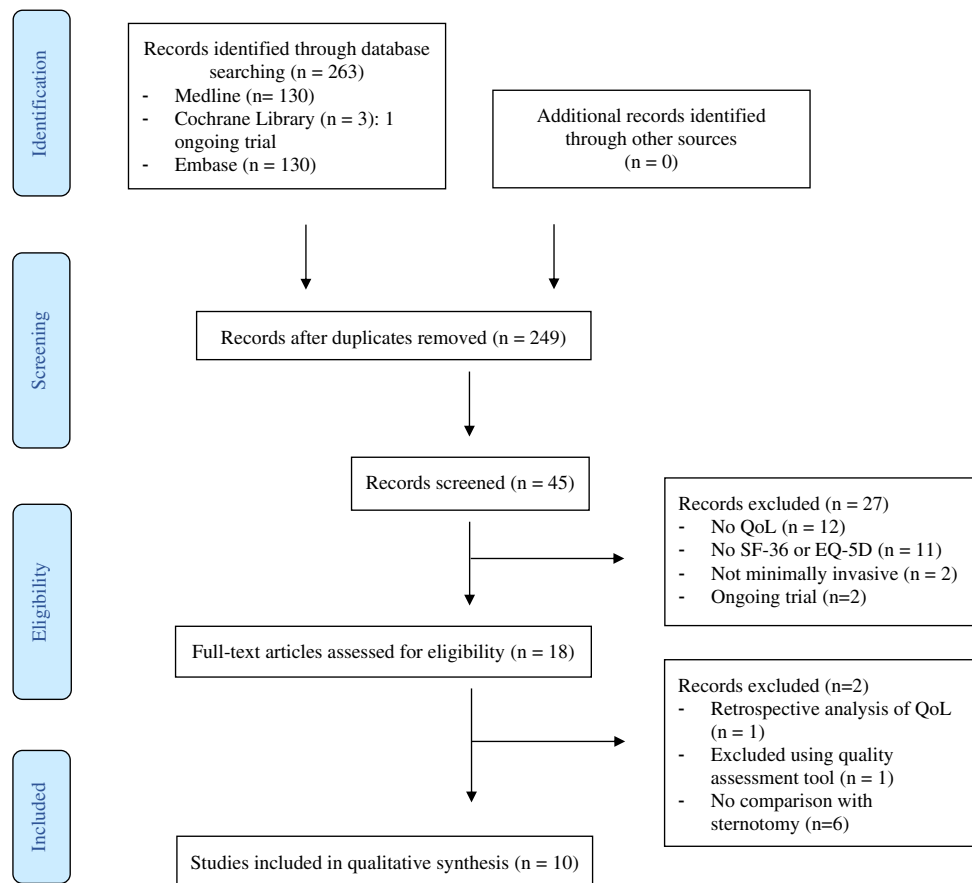 Identification
Records identified through database
searching (n = 263)
- Medline (n= 130)
- Cochrane Library (n = 3): 1
ongoing trial
- Embase (n = 130)
Additional records identified
through other sources
(n = 0)
Screening
Records after duplicates removed (n = 249)
Records screened (n = 45)
Records excluded (n = 27)
- No QoL (n = 12)
- No SF-36 or EQ-5D (n = 11)
- Not minimally invasive (n = 2)
- Ongoing trial (n=2)
Eligibility
Full-text articles assessed for eligibility (n = 18)
Records excluded (n=2)
- Retrospective analysis of QoL
(n = 1)
- Excluded using quality
assessment tool (n = 1)
- No comparison with
sternotomy (n=6)
Included
Studies included in qualitative synthesis (n = 10)